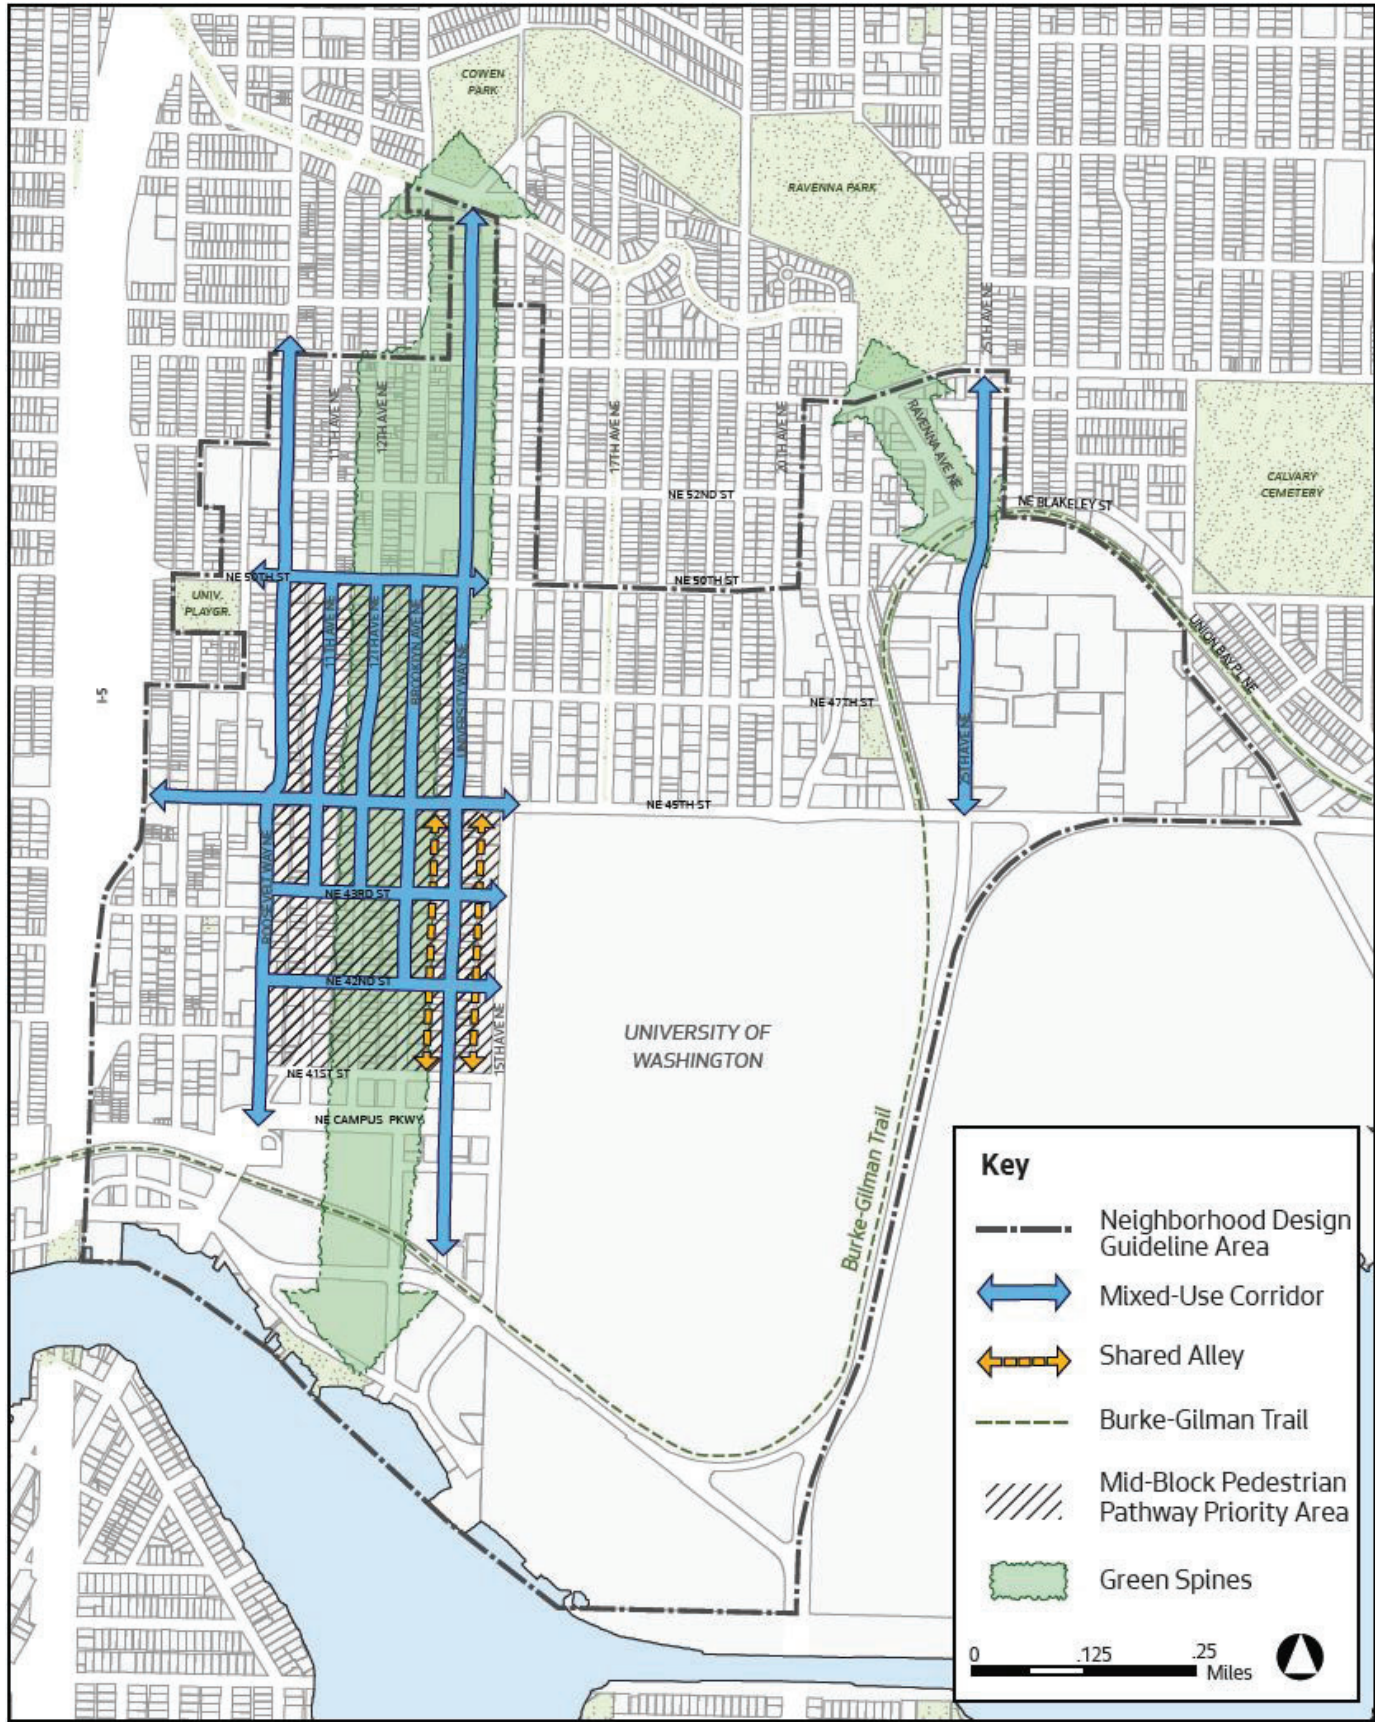 COWEN
PARK
RAVENNA PARK
25TH AVE NE
11TH AVE NE
12TH AVE NE
17TH AVE NE
20TH AVE NE
RAVENNA AVE NE
CALVARY
CEMETERY
NE 52ND ST
NE BLAKELEY ST
NE 50TH ST
NE 50TH ST
UNIV.
PLAYGR.
11TH AVE NE
12TH AVE NE
BROOKLYN AVE NE
UNIVERSITY WAY NE
UNION BAY PL NE
I-5
NE 47TH ST
25TH AVE NE
NE 45TH ST
ROOSEVELT WAY NE
NE 43RD ST
NE 42ND ST
15TH AVE NE
UNIVERSITY OF
WASHINGTON
NE 41ST ST
NE CAMPUS PKWY
Burke-Gilman Trail
Key
Neighborhood Design
Guideline Area
Mixed-Use Corridor
Shared Alley
Burke-Gilman Trail
Mid-Block Pedestrian
Pathway Priority Area
Green Spines
0 .125 .25
Miles